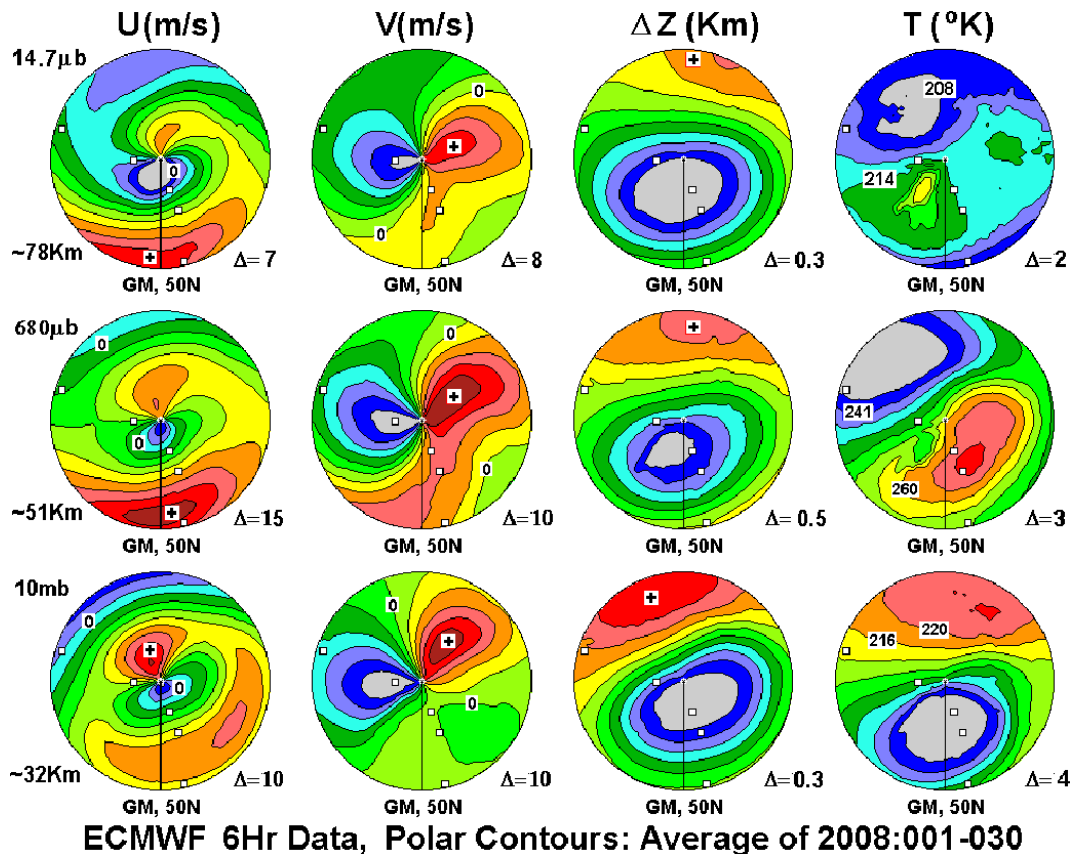 U(m/s) V(m/s) ΔZ (Km) T (°K)
14.7µb
0 208
+ +
+
0 214
0
+
~78Km Δ=7 Δ=8 Δ=0.3 Δ=2
GM, 50N GM, 50N GM, 50N GM, 50N
680µb
0 0 +
+
241
0 0
260
+
~51Km Δ=15 Δ=10 Δ=0.5 Δ=3
GM, 50N GM, 50N GM, 50N GM, 50N
10mb
0 0 +
+ + 216 220
0 0
~32Km Δ=10 Δ=10 Δ=0.3 Δ=4
GM, 50N GM, 50N GM, 50N GM, 50N
ECMWF 6Hr Data, Polar Contours: Average of 2008:001-030